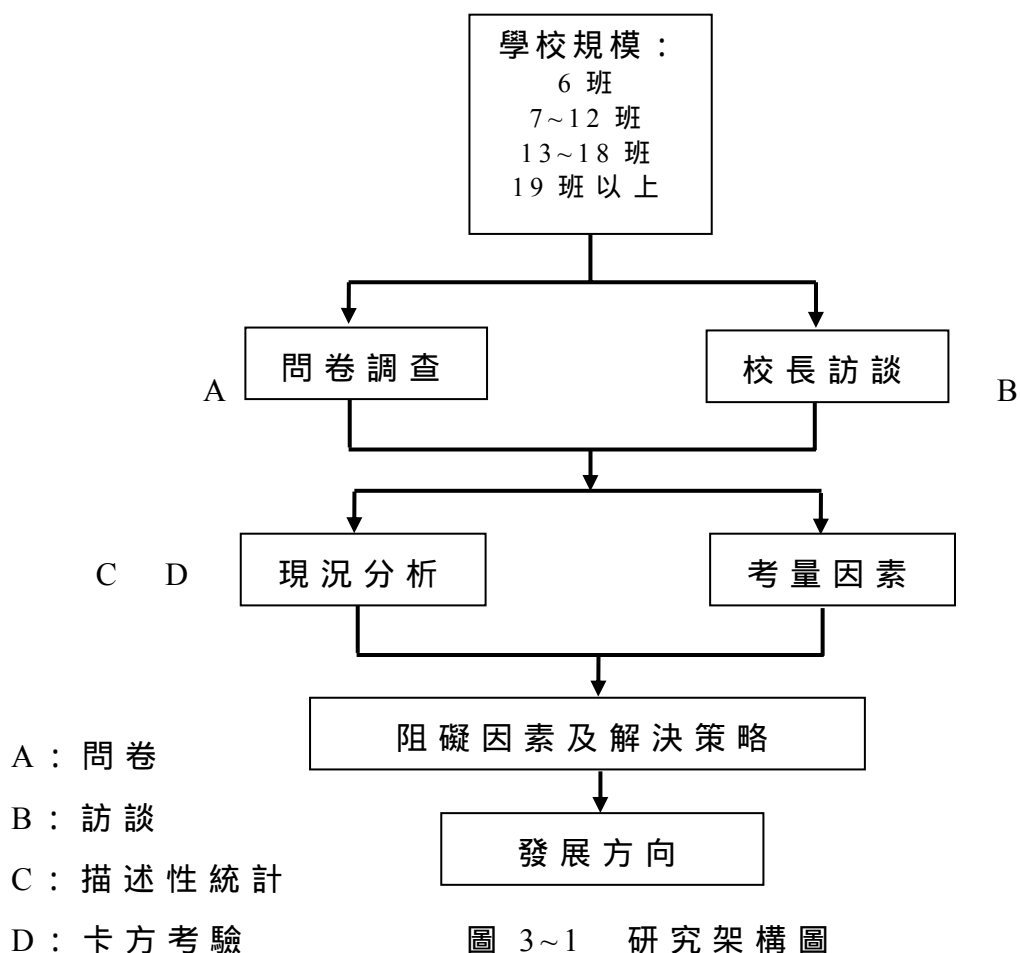 學校規模：
6 班
7~12 班
13~18 班
19 班以上
A 問卷調查 校長訪談 B
C D 現況分析 考量因素
阻礙因素及解決策略
發展方向
A：問卷
B：訪談
C：描述性統計
D：卡方考驗
圖 3~1 研究架構圖